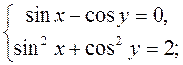 sin x − cos y = 0,
sin² x + cos² y = 2;